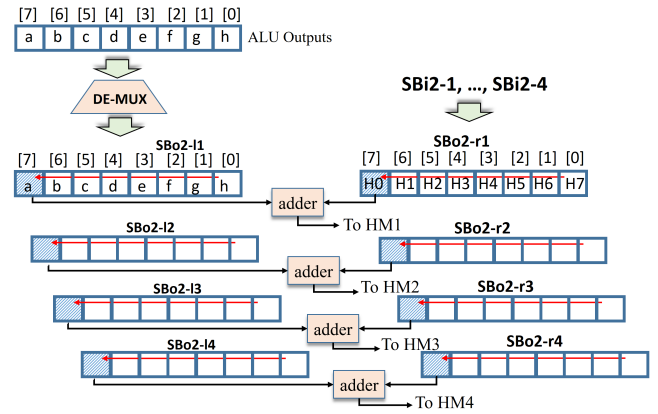 [7] [6] [5] [4] [3] [2] [1] [0]
a b c d e f g h ALU Outputs
DE-MUX
SBi2-1, ..., SBi2-4
SBo2-l1
[7] [6] [5] [4] [3] [2] [1] [0]
a b c d e f g h
SBo2-r1
[7] [6] [5] [4] [3] [2] [1] [0]
H0 H1 H2 H3 H4 H5 H6 H7
adder
To HM1
SBo2-l2
SBo2-r2
adder
To HM2
SBo2-l3
SBo2-r3
adder
To HM3
SBo2-l4
SBo2-r4
adder
To HM4